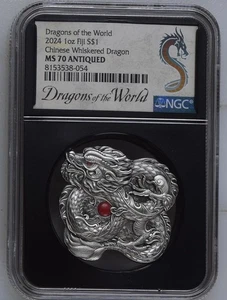 Dragons of the World
2024 1oz Fiji S$1
Chinese Whiskered Dragon
MS 70 ANTIQUED
8153538-054
Dragons of the World
NGC